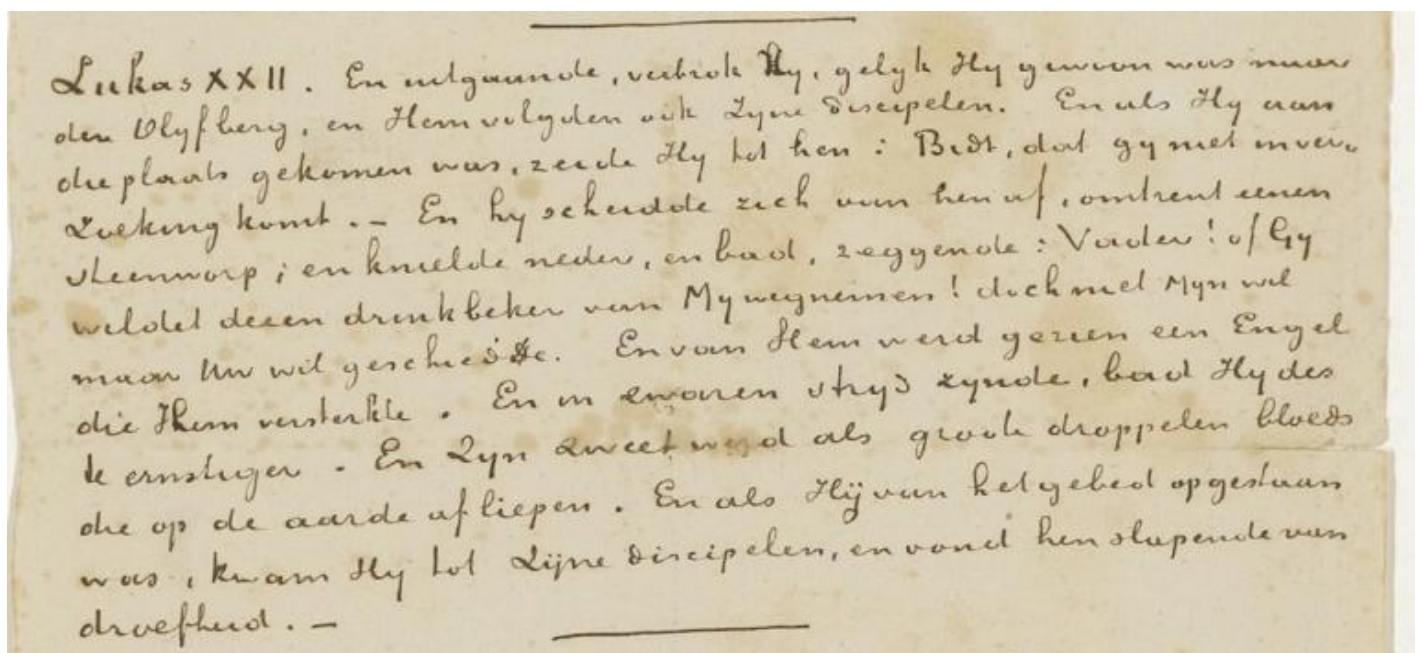 Lukas XXII. En uitgaande, vertrok Hy, gelyk Hy gewoon was naar
den Olyfberg, en Hem volgden ook Zyne discipelen. En als Hy aan
die plaats gekomen was, zeide Hy tot hen: Bidt, dat gy niet in ver-
zoeking komt. – En hy scheidde zich van hen af, omtrent eenen
steenworp; en knielde neder, en bad, zeggende: Vader! of Gy
wildet dezen drinkbeker van My wegnemen! doch niet Myn wil
maar Uw wil geschiedde. En van Hem werd gezien een Engel
die Hem versterkte. En in zwaren stryd zynde, bad Hy des
te ernstiger. En Zyn zweet werd als groote droppelen bloeds
die op de aarde afliepen. En als Hij van het gebed opgestaan
was, kwam Hy tot Zijne discipelen, en vond hen slapende van
droefheid. –